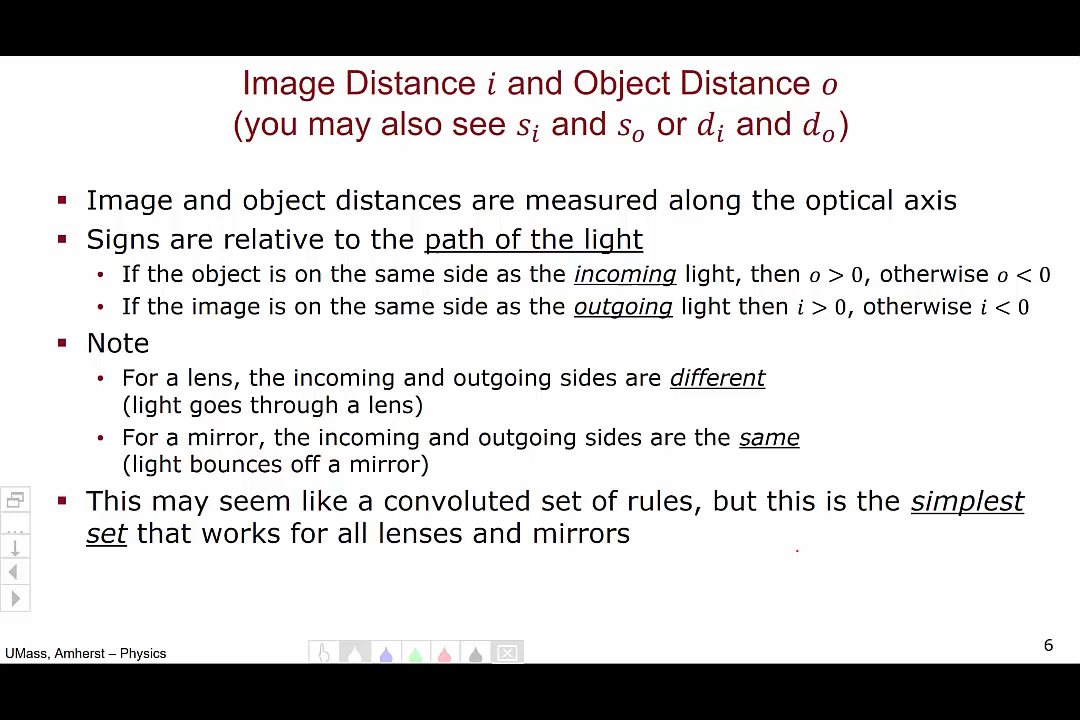 Image Distance i and Object Distance o
(you may also see sᵢ and sₒ or dᵢ and dₒ)
▪ Image and object distances are measured along the optical axis
▪ Signs are relative to the path of the light
• If the object is on the same side as the incoming light, then o > 0, otherwise o < 0
• If the image is on the same side as the outgoing light then i > 0, otherwise i < 0
▪ Note
• For a lens, the incoming and outgoing sides are different
(light goes through a lens)
• For a mirror, the incoming and outgoing sides are the same
(light bounces off a mirror)
▪ This may seem like a convoluted set of rules, but this is the simplest
set that works for all lenses and mirrors
UMass, Amherst – Physics
6